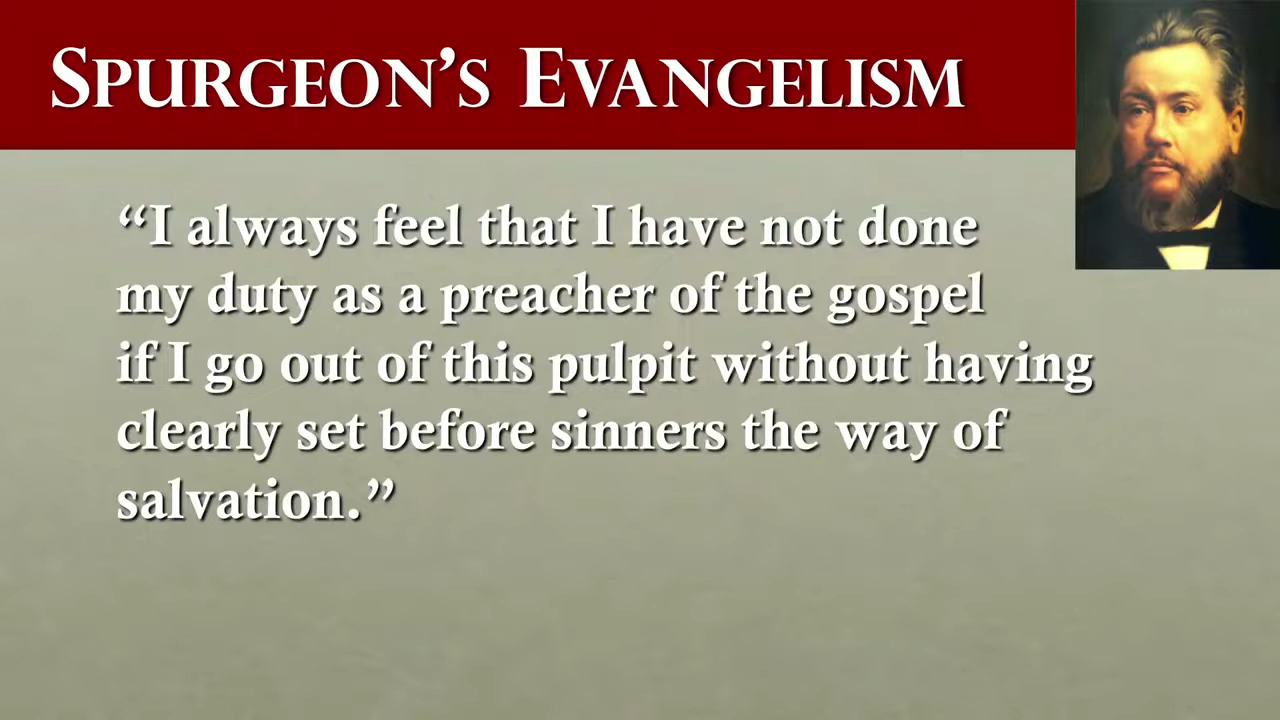 Spurgeon’s Evangelism
“I always feel that I have not done
my duty as a preacher of the gospel
if I go out of this pulpit without having
clearly set before sinners the way of
salvation.”